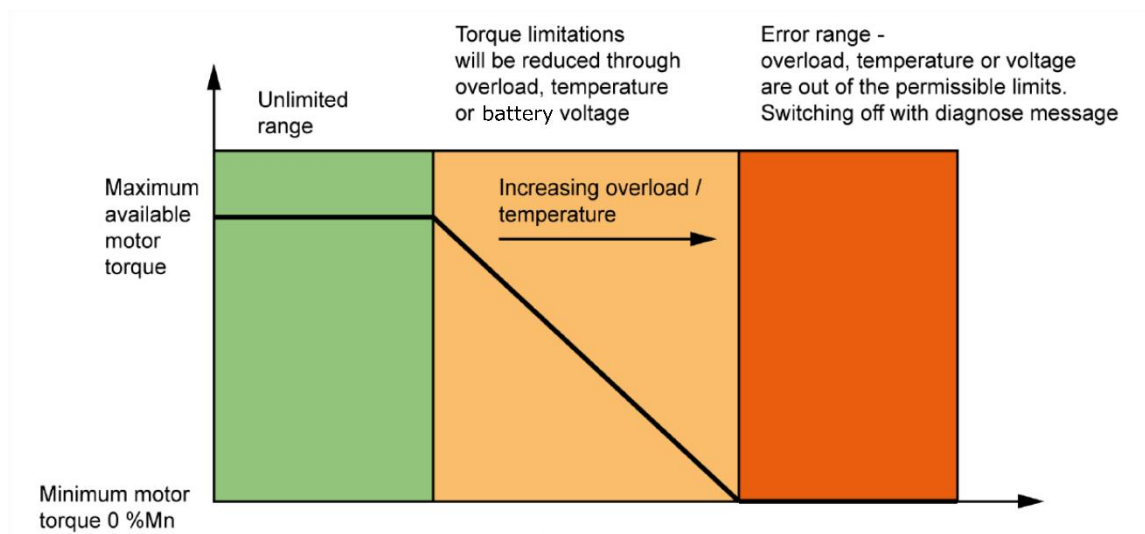 Torque limitations
will be reduced through
overload, temperature
or battery voltage
Error range -
overload, temperature or voltage
are out of the permissible limits.
Switching off with diagnose message
Unlimited
range
Maximum
available
motor
torque
Increasing overload /
temperature
Minimum motor
torque 0 %Mn